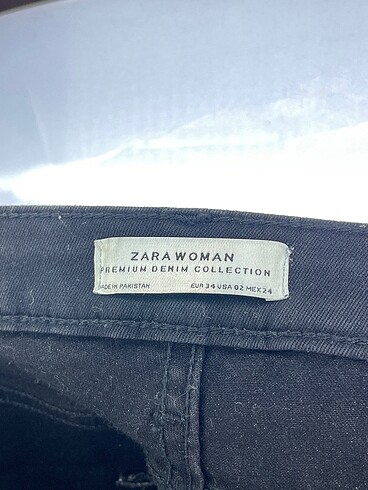 ZARA WOMAN
PREMIUM DENIM COLLECTION
MADE IN PAKISTAN EUR 34 USA 02 MEX 24